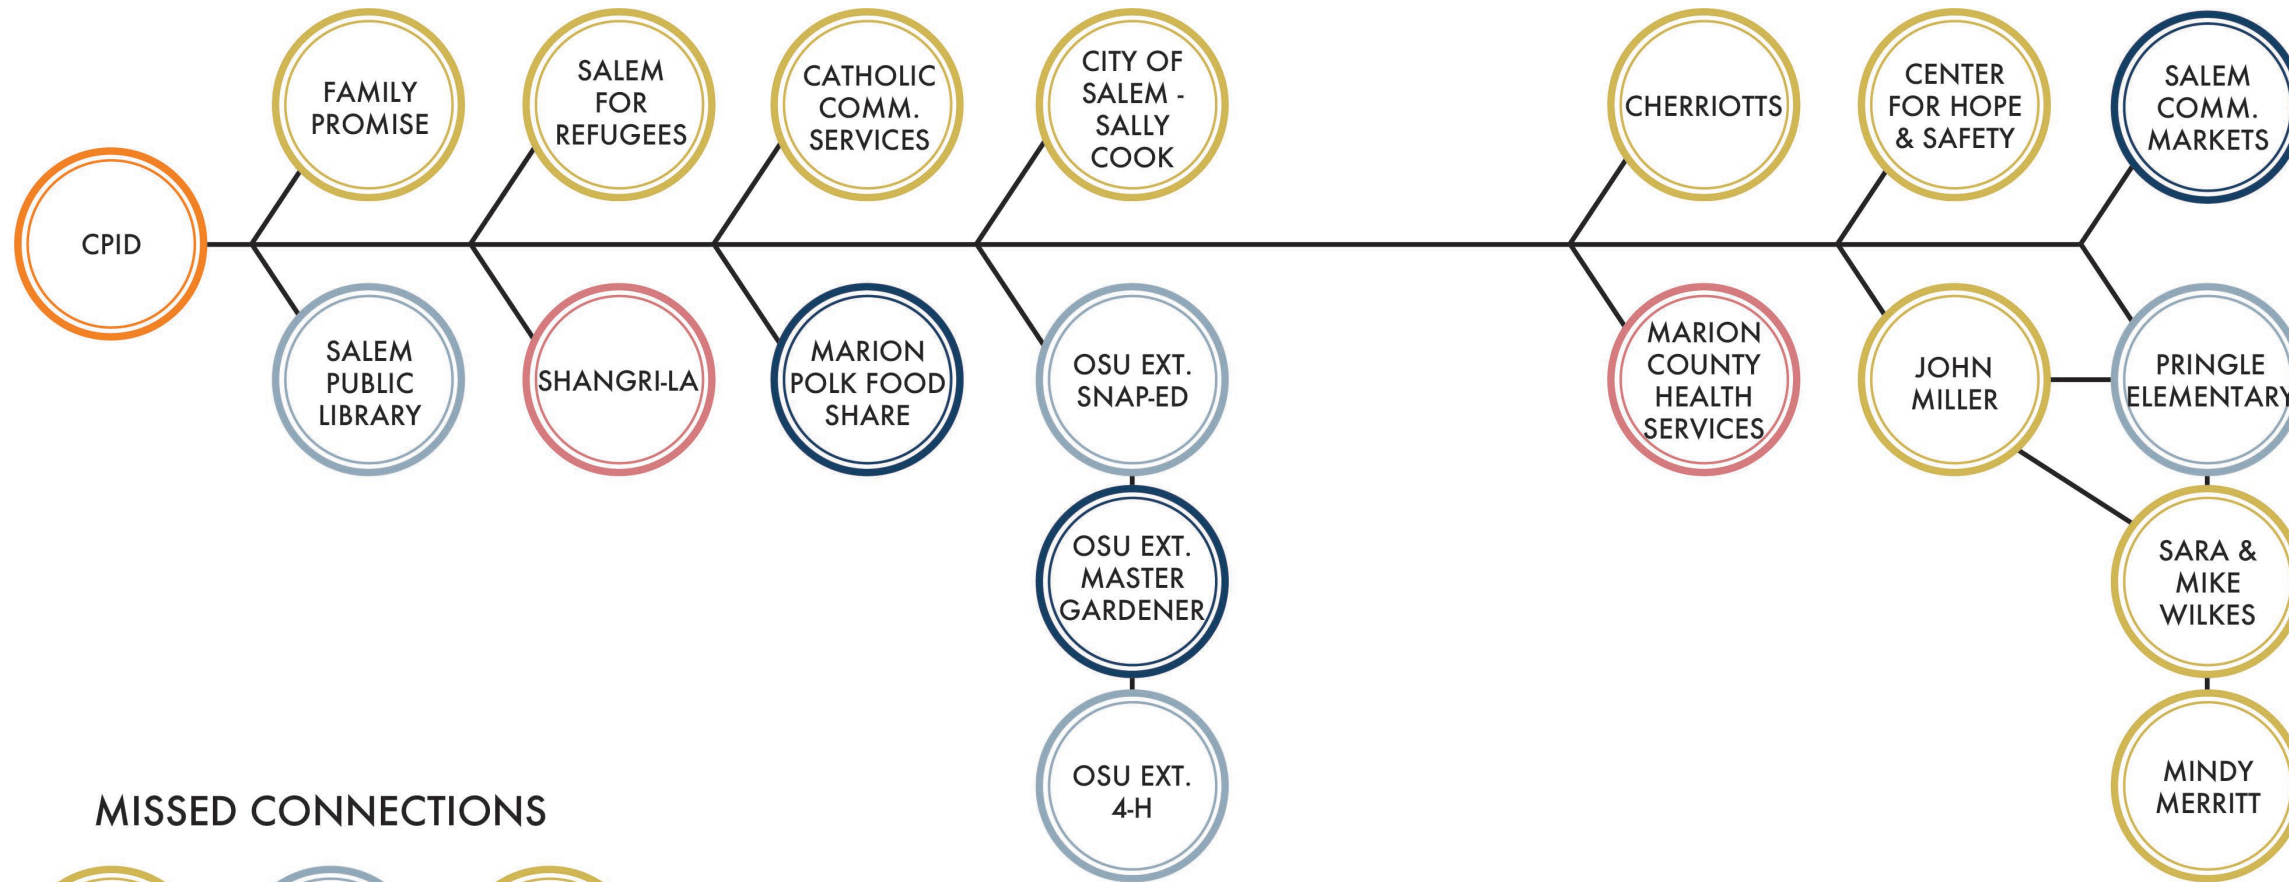 CPID
FAMILY
PROMISE
SALEM
FOR
REFUGEES
CATHOLIC
COMM.
SERVICES
CITY OF
SALEM -
SALLY
COOK
CHERRIOTTS
CENTER
FOR HOPE
& SAFETY
SALEM
COMM.
MARKETS
SALEM
PUBLIC
LIBRARY
SHANGRI-LA
MARION
POLK FOOD
SHARE
OSU EXT.
SNAP-ED
MARION
COUNTY
HEALTH
SERVICES
JOHN
MILLER
PRINGLE
ELEMENTARY
OSU EXT.
MASTER
GARDENER
SARA &
MIKE
WILKES
OSU EXT.
4-H
MINDY
MERRITT
MISSED CONNECTIONS